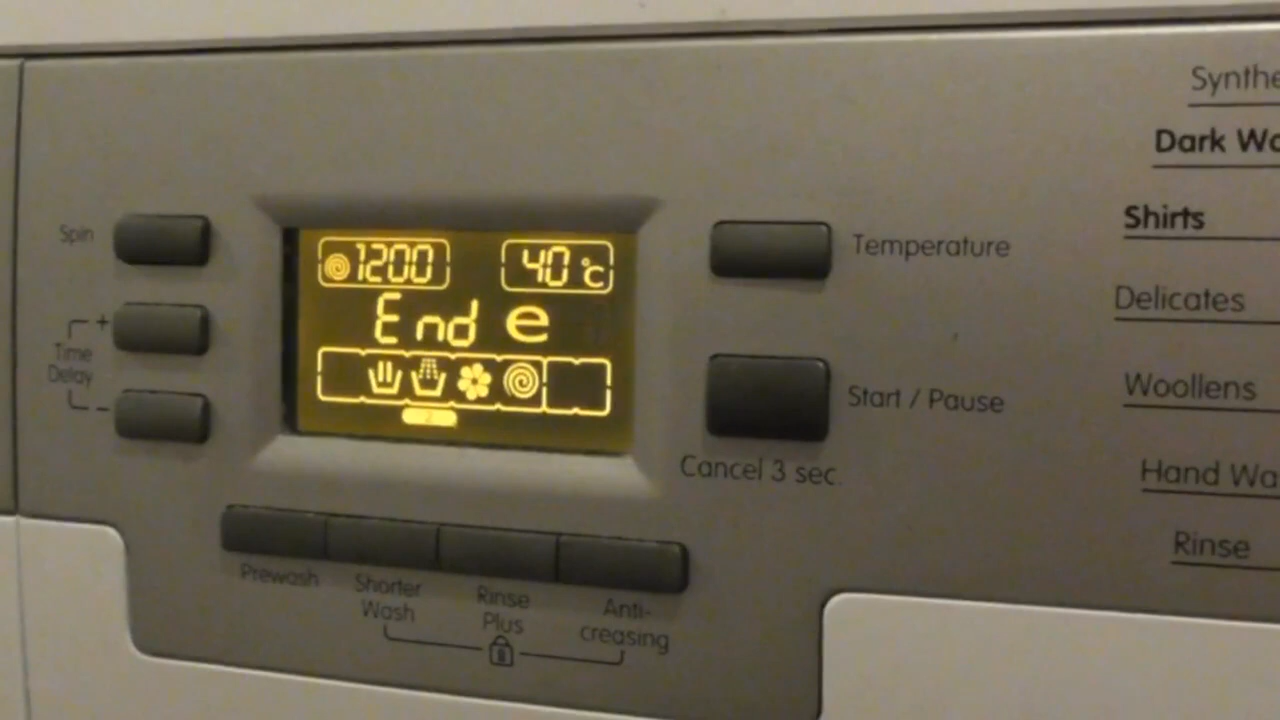 Synthe
Dark Wa
Spin
1200
40 °c
Temperature
Shirts
End e
+
Time
Delay
-
Delicates
Start / Pause
Woollens
2
Cancel 3 sec.
Hand Wa
Rinse
Prewash
Shorter
Wash
Rinse
Plus
Anti-
creasing